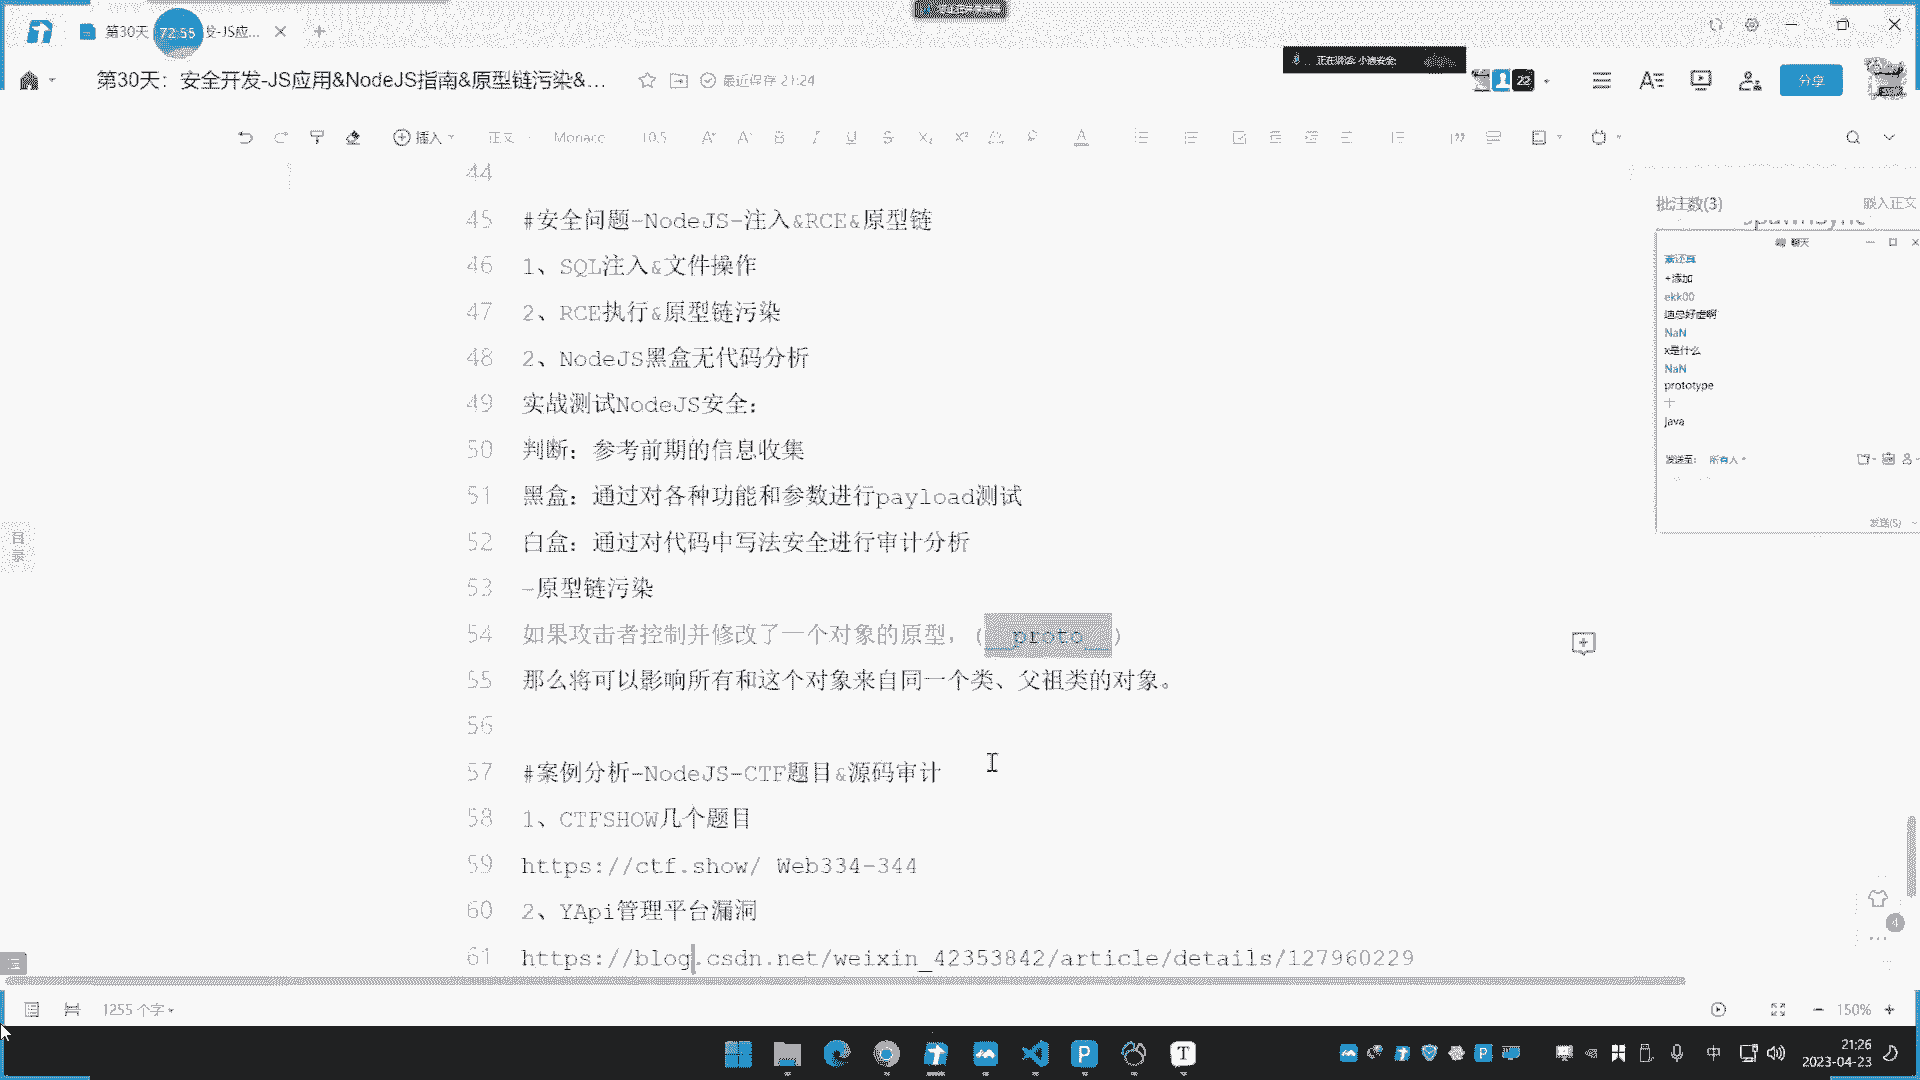 第30天
72:55
发-JS应...
第30天：安全开发-JS应用&NodeJS指南&原型链污染&...
最近保存 21:24
正在讲话: 小迪安全;
22
分享
插入
正文
Monaco
10.5
44
45 #安全问题-NodeJS-注入&RCE&原型链
46 1、SQL注入&文件操作
47 2、RCE执行&原型链污染
48 2、NodeJS黑盒无代码分析
49 实战测试NodeJS安全：
50 判断：参考前期的信息收集
51 黑盒：通过对各种功能和参数进行payload测试
52 白盒：通过对代码中写法安全进行审计分析
53 -原型链污染
54 如果攻击者控制并修改了一个对象的原型，(__proto__)
55 那么将可以影响所有和这个对象来自同一个类、父祖类的对象。
56
57 #案例分析-NodeJS-CTF题目&源码审计
58 1、CTFSHOW几个题目
59 https://ctf.show/ Web334-344
60 2、YApi管理平台漏洞
61 https://blog.csdn.net/weixin_42353842/article/details/127960229
目录
批注数(3)
嵌入正文
spawnSync
聊天
+添加
ekk00
迪总好虚啊
NaN
x是什么
NaN
prototype
十
java
发送至: 所有人
发送(S)
4
1255 个字
150%
中
21:26
2023-04-23